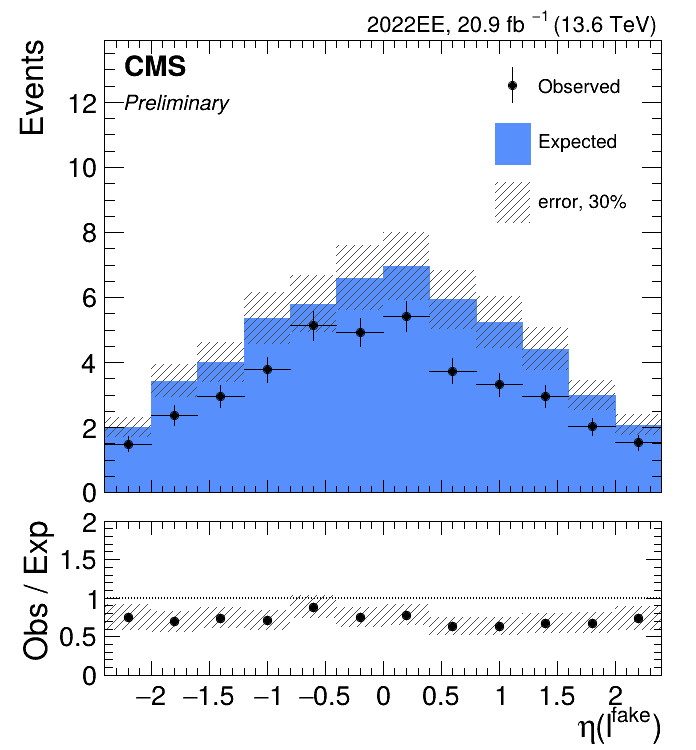 2022EE, 20.9 fb ⁻¹ (13.6 TeV)
CMS
Preliminary
Events
Observed
Expected
error, 30%
12
10
8
6
4
2
0
Obs / Exp
2
1.5
1
0.5
0
−2 −1.5 −1 −0.5 0 0.5 1 1.5 2
η(l^fake)